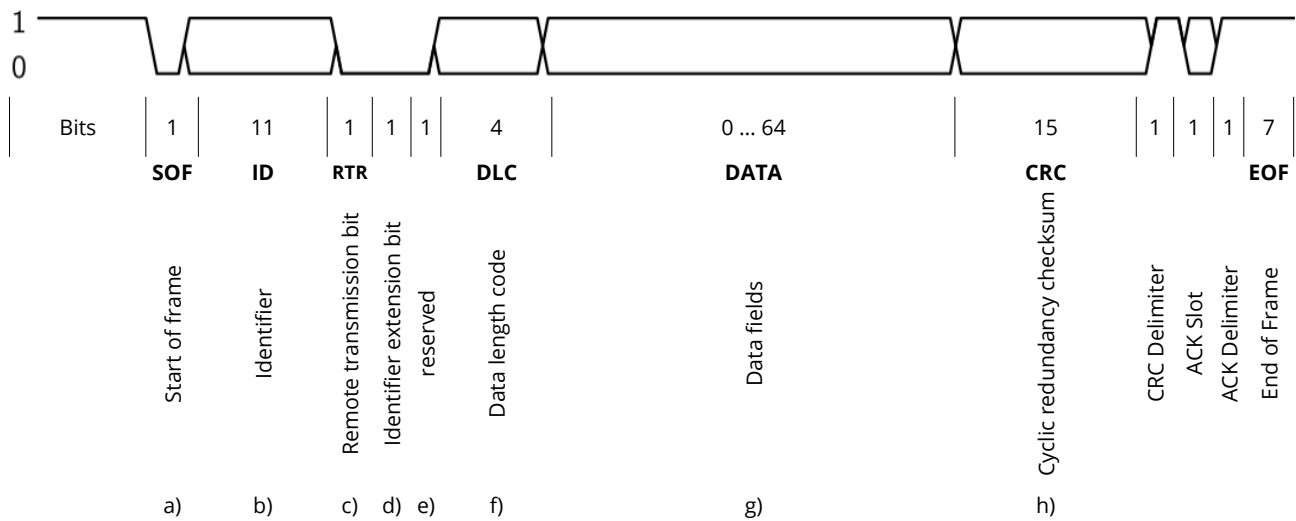 1
0
Bits 1 11 1 1 1 4 0 ... 64 15 1 1 1 7
SOF ID RTR DLC DATA CRC EOF
Start of frame
Identifier
Remote transmission bit
Identifier extension bit
reserved
Data length code
Data fields
Cyclic redundancy checksum
CRC Delimiter
ACK Slot
ACK Delimiter
End of Frame
a) b) c) d) e) f) g) h)